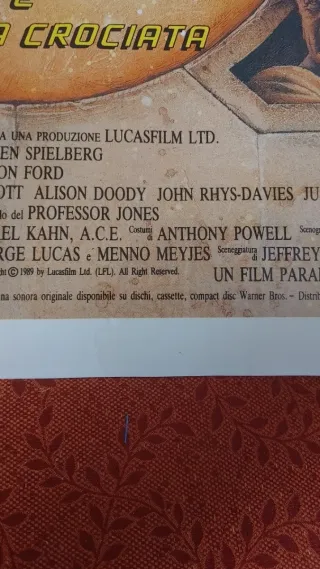 E
A CROCIATA
A UNA PRODUZIONE LUCASFILM LTD.
EN SPIELBERG
ON FORD
OTT ALISON DOODY JOHN RHYS-DAVIES JU
lo del PROFESSOR JONES
EL KAHN, A.C.E. Costumi di ANTHONY POWELL Scenog
RGE LUCAS e MENNO MEYJES Sceneggiatura di JEFFREY
ht © 1989 by Lucasfilm Ltd. (LFL). All Right Reserved.
UN FILM PARA
na sonora originale disponibile su dischi, cassette, compact disc Warner Bros. – Distrib